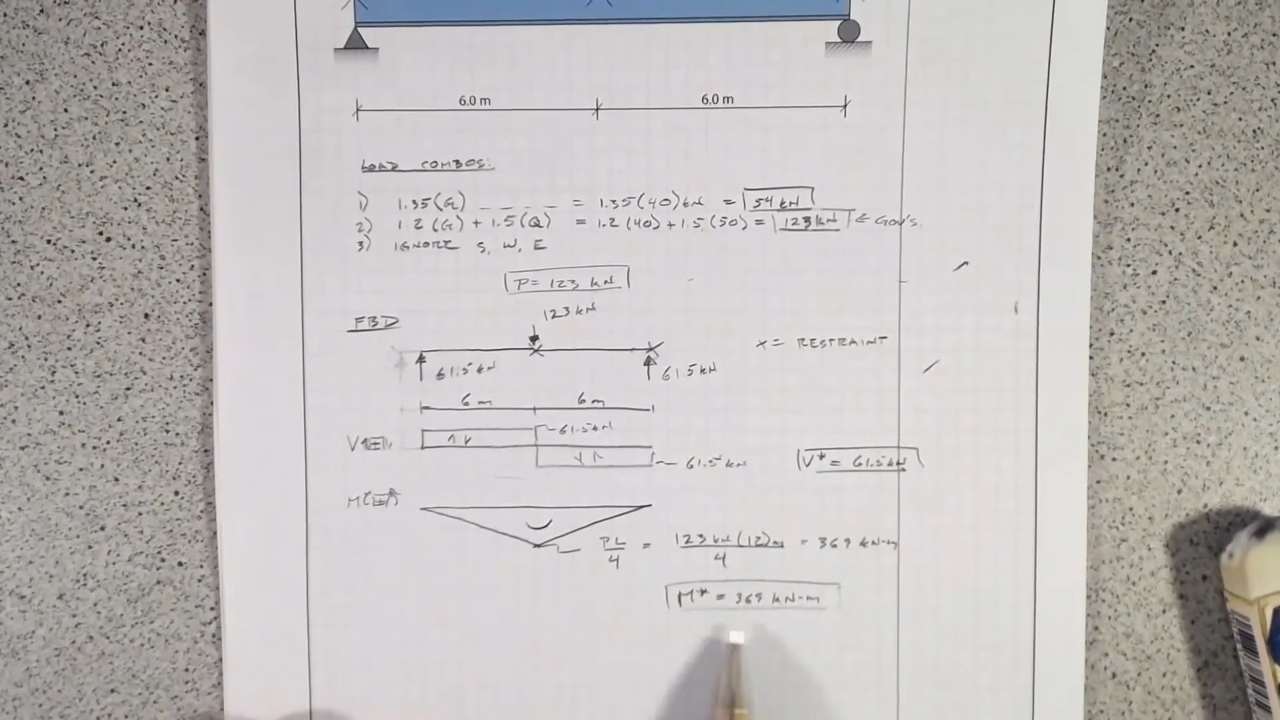 6.0 m 6.0 m
LOAD COMBOS:
1) 1.35(G) _ _ _ _ _ = 1.35(40)kN = 54 kN
2) 1.2(G) + 1.5(Q) = 1.2(40) + 1.5(50) = 123 kN ← GOV'S.
3) IGNORE S, W, E
P = 123 kN
123 kN
FBD
X = RESTRAINT
61.5 kN 61.5 kN
6 m 6 m
V 61.5 kN
61.5 kN V* = 61.5 kN
M
PL/4 = 123 kN(12)m/4 = 369 kN-m
M* = 369 kN-m